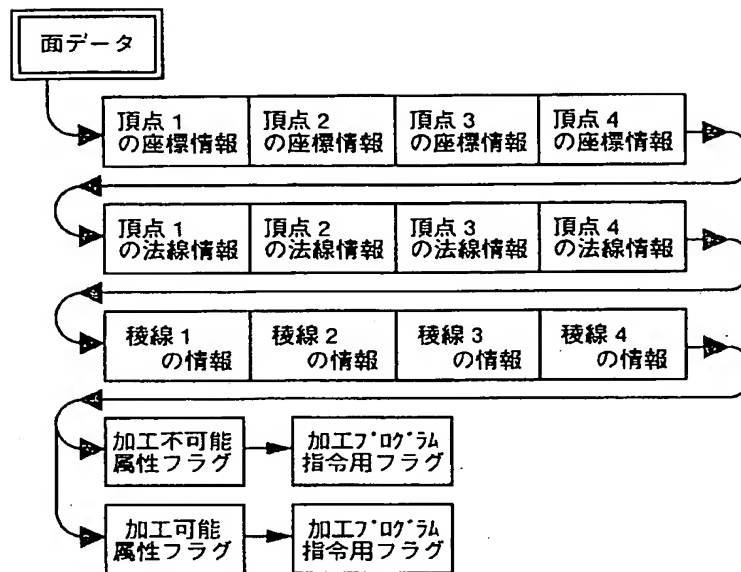 面データ
頂点1
の座標情報
頂点2
の座標情報
頂点3
の座標情報
頂点4
の座標情報
頂点1
の法線情報
頂点2
の法線情報
頂点3
の法線情報
頂点4
の法線情報
稜線1
の情報
稜線2
の情報
稜線3
の情報
稜線4
の情報
加工不可能
属性フラグ
加工プログラム
指令用フラグ
加工可能
属性フラグ
加工プログラム
指令用フラグ